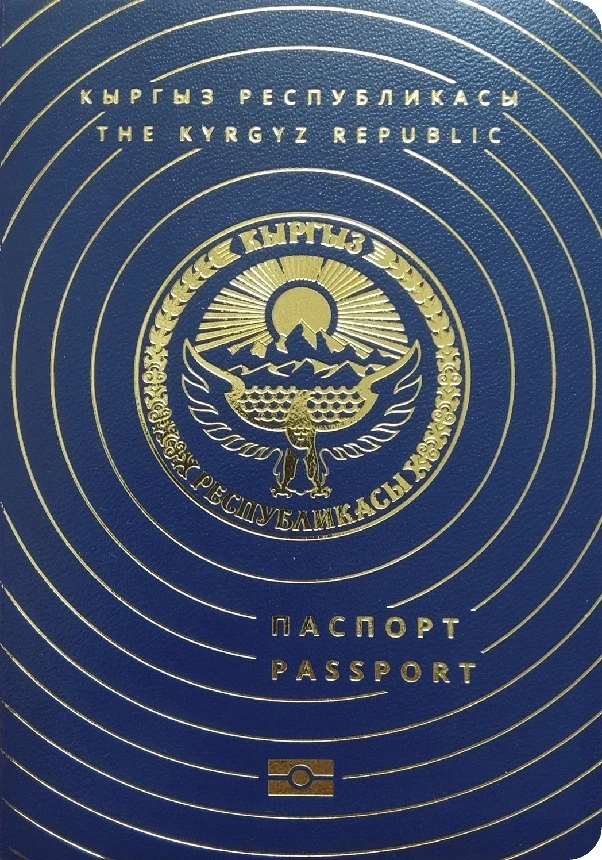 КЫРГЫЗ РЕСПУБЛИКАСЫ
THE KYRGYZ REPUBLIC
КЫРГЫЗ
РЕСПУБЛИКАСЫ
ПАСПОРТ
PASSPORT